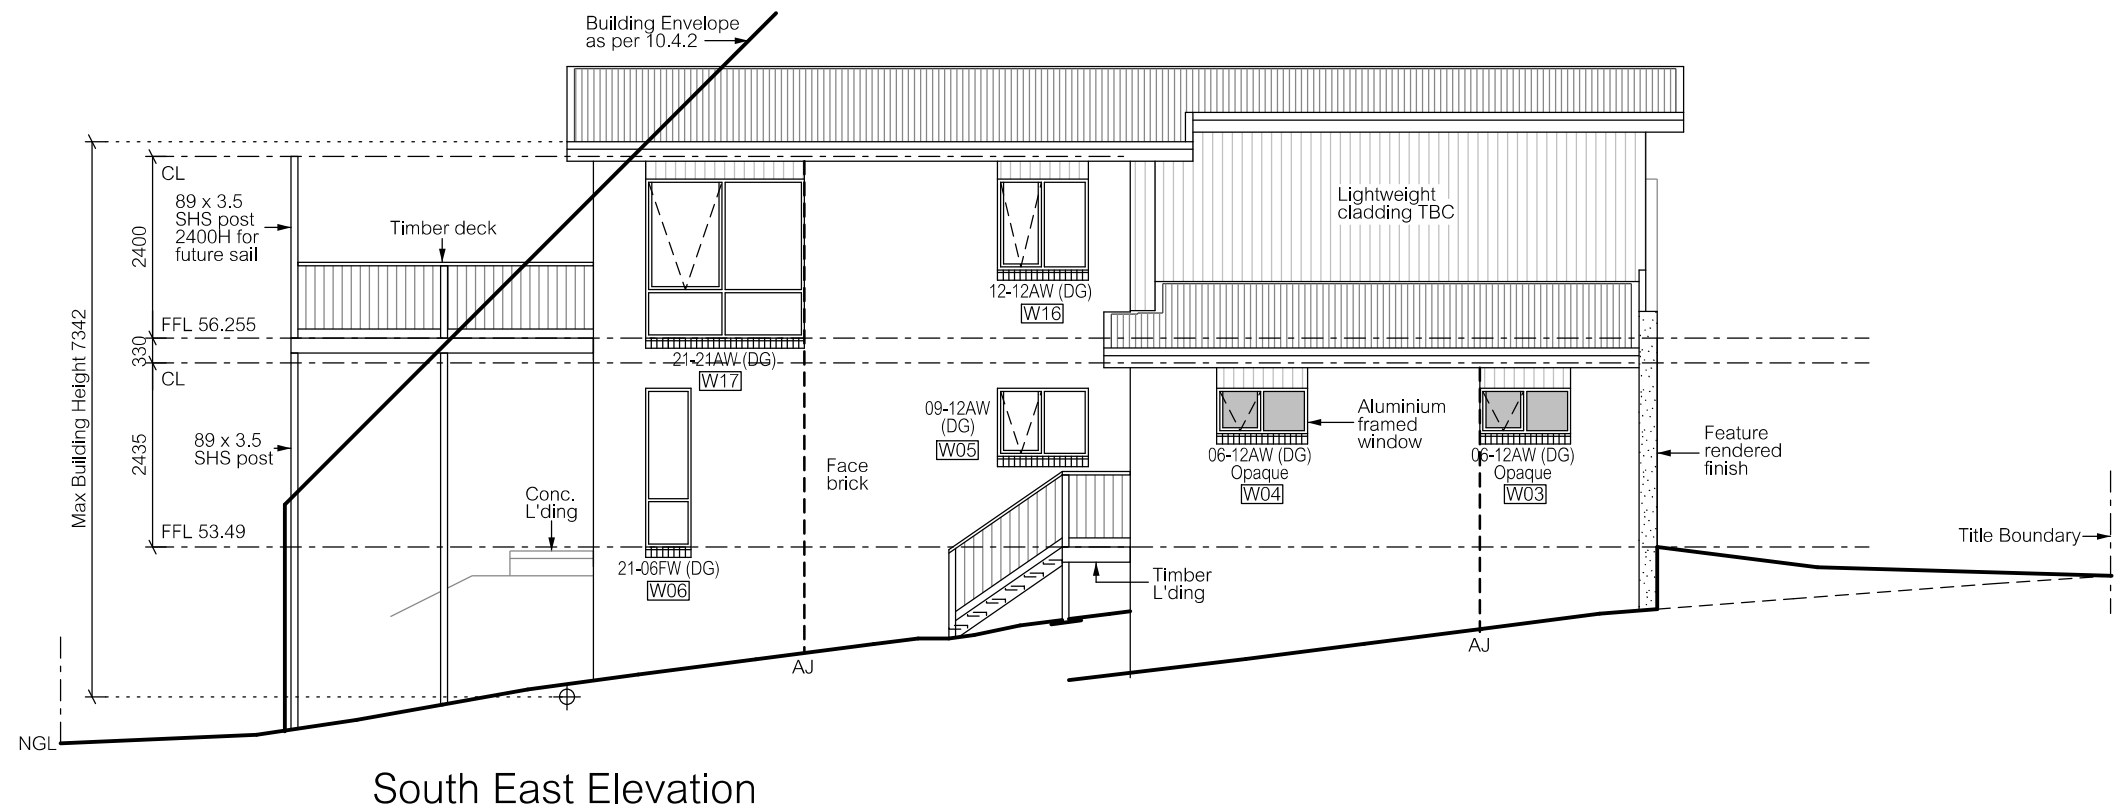 Building Envelope
as per 10.4.2
CL
89 x 3.5
SHS post
2400H for
future sail
Timber deck
Lightweight
cladding TBC
2400
12-12AW (DG)
W16
FFL 56.255
330
21-21AW (DG)
W17
CL
Max Building Height 7342
2435
89 x 3.5
SHS post
09-12AW
(DG)
W05
Aluminium
framed
window
Face
brick
06-12AW (DG)
Opaque
W04
06-12AW (DG)
Opaque
W03
Feature
rendered
finish
Conc.
L'ding
FFL 53.49
Title Boundary
21-06FW (DG)
W06
Timber
L'ding
AJ
AJ
NGL
South East Elevation